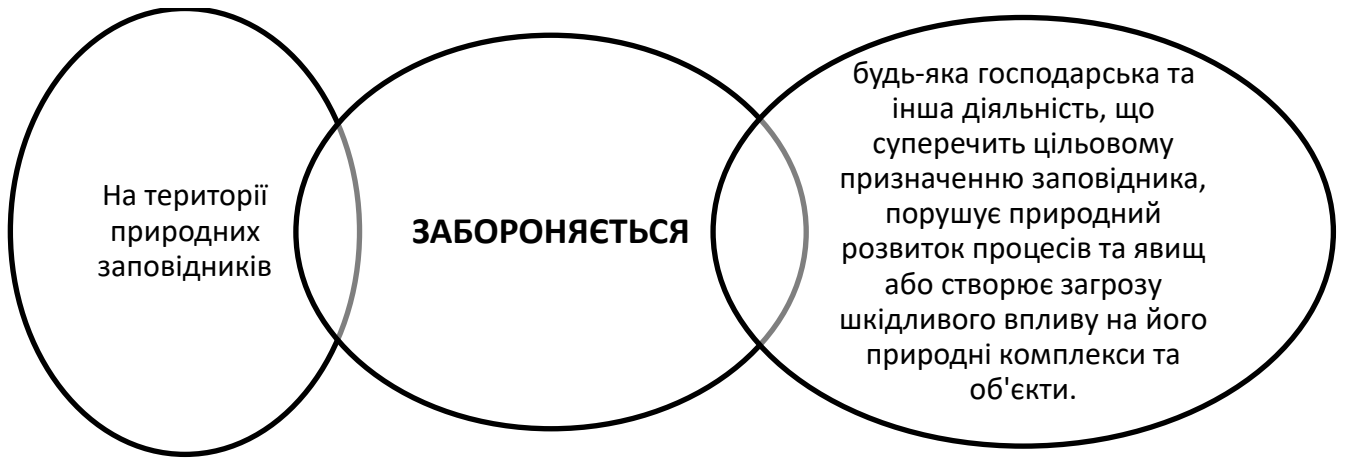 На території
природних
заповідників
ЗАБОРОНЯЄТЬСЯ
будь-яка господарська та
інша діяльність, що
суперечить цільовому
призначенню заповідника,
порушує природний
розвиток процесів та явищ
або створює загрозу
шкідливого впливу на його
природні комплекси та
об'єкти.